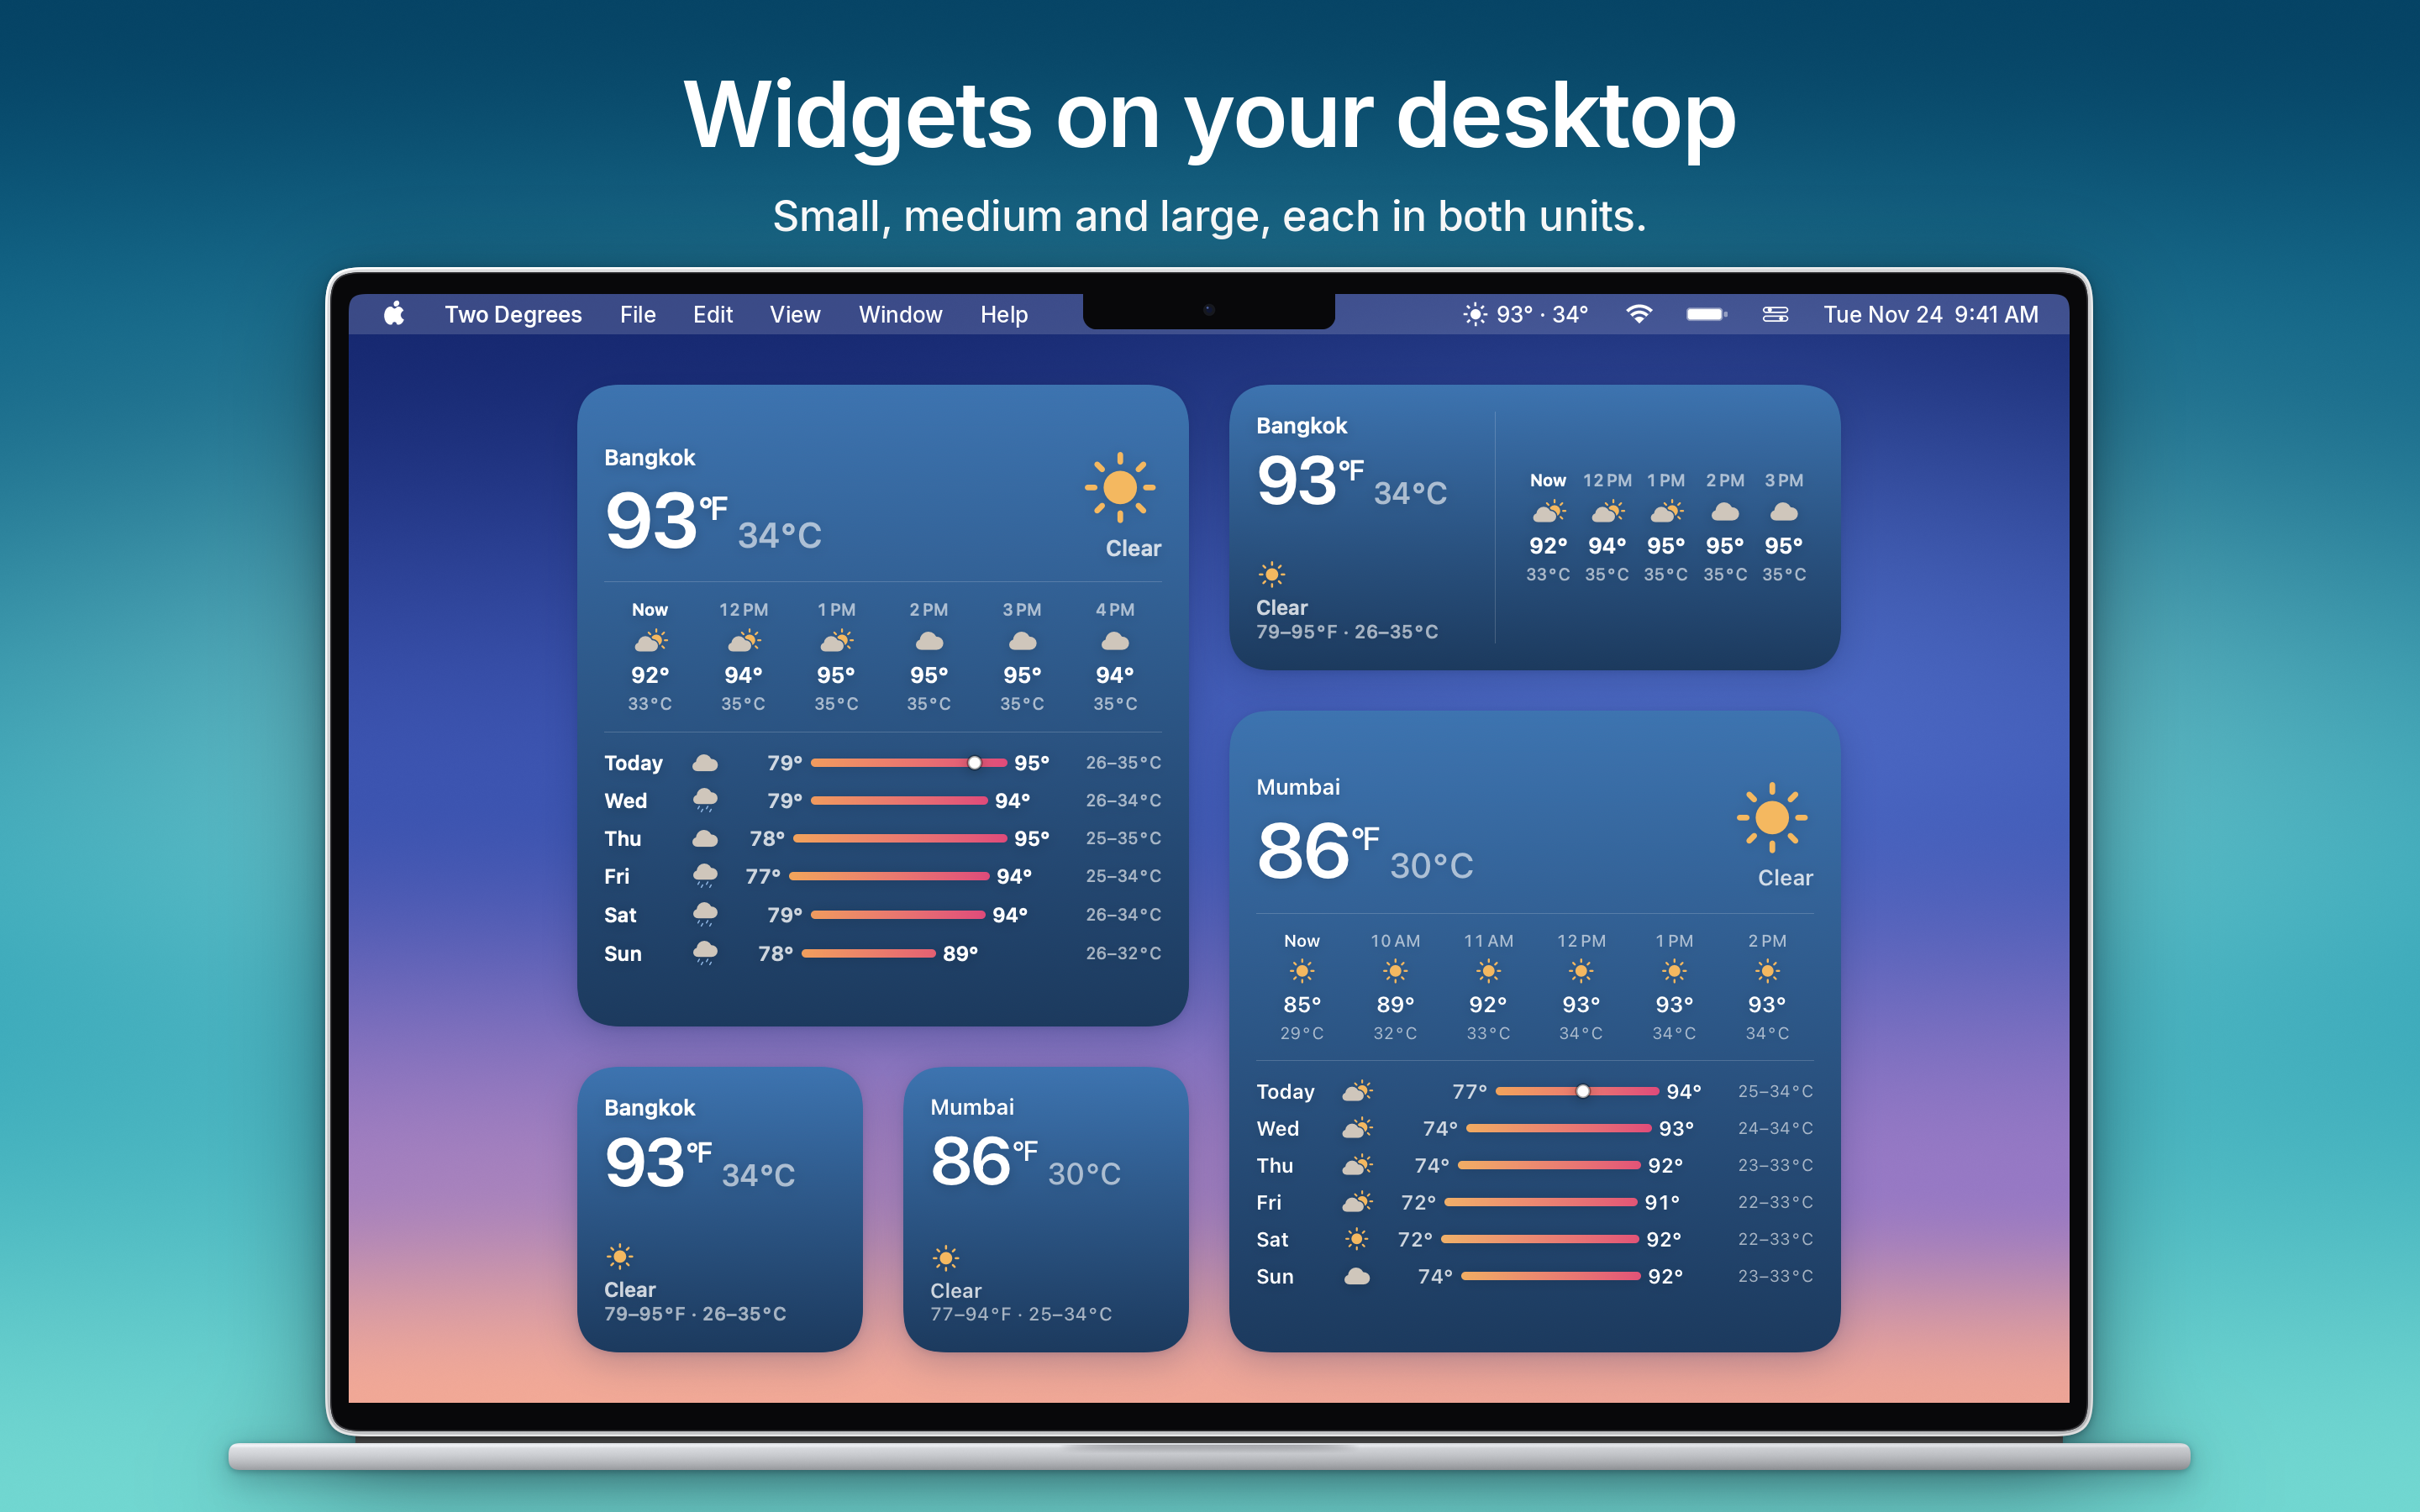 Widgets on your desktop
Small, medium and large, each in both units.
Two Degrees File Edit View Window Help 93° · 34° Tue Nov 24 9:41 AM
Bangkok
93°F 34°C
Clear
Now 12 PM 1 PM 2 PM 3 PM 4 PM
92° 94° 95° 95° 95° 94°
33°C 35°C 35°C 35°C 35°C 35°C
Today 79° 95° 26–35°C
Wed 79° 94° 26–34°C
Thu 78° 95° 25–35°C
Fri 77° 94° 25–34°C
Sat 79° 94° 26–34°C
Sun 78° 89° 26–32°C
Bangkok
93°F 34°C
Clear
79–95°F · 26–35°C
Now 12 PM 1 PM 2 PM 3 PM
92° 94° 95° 95° 95°
33°C 35°C 35°C 35°C 35°C
Bangkok
93°F 34°C
Clear
79–95°F · 26–35°C
Mumbai
86°F 30°C
Clear
77–94°F · 25–34°C
Mumbai
86°F 30°C
Clear
Now 10 AM 11 AM 12 PM 1 PM 2 PM
85° 89° 92° 93° 93° 93°
29°C 32°C 33°C 34°C 34°C 34°C
Today 77° 94° 25–34°C
Wed 74° 93° 24–34°C
Thu 74° 92° 23–33°C
Fri 72° 91° 22–33°C
Sat 72° 92° 22–33°C
Sun 74° 92° 23–33°C